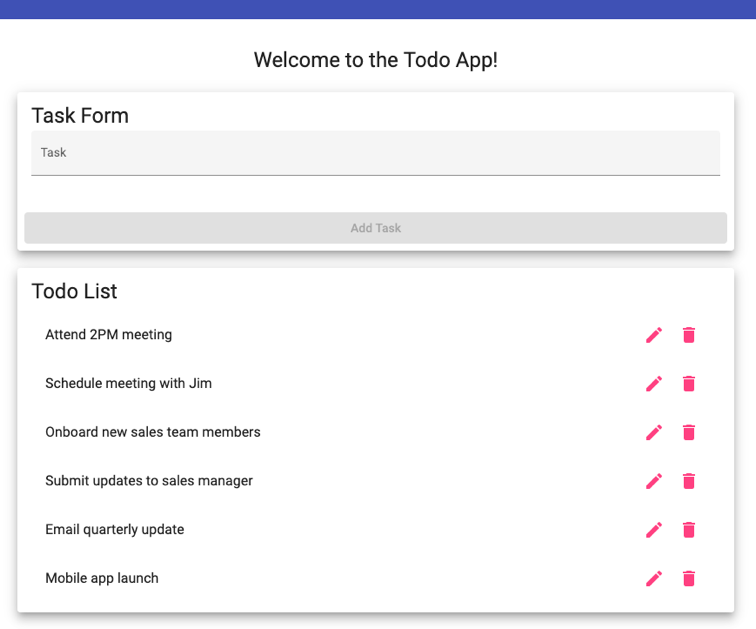 Welcome to the Todo App!
Task Form
Task
Add Task
Todo List
Attend 2PM meeting
Schedule meeting with Jim
Onboard new sales team members
Submit updates to sales manager
Email quarterly update
Mobile app launch